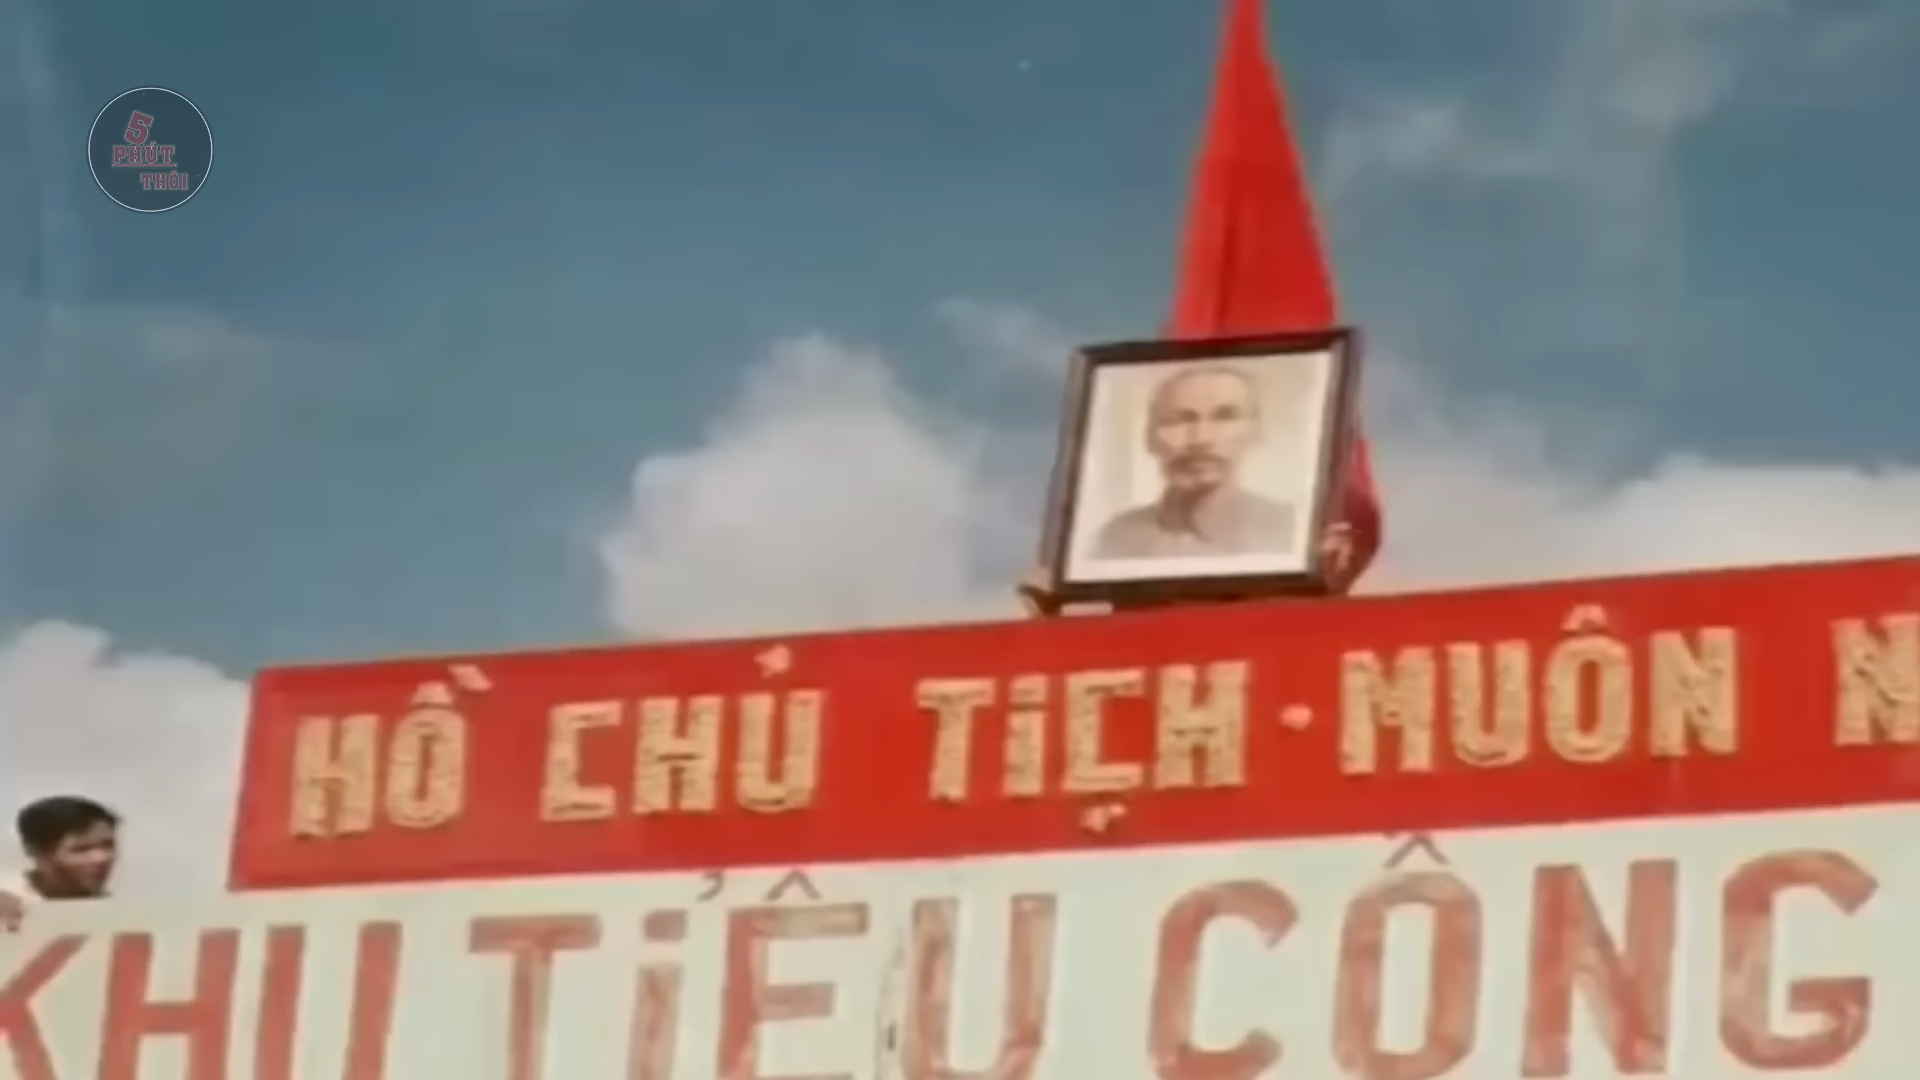 5
PHÚT
THÔI
HỒ CHỦ TỊCH · MUÔN N
KHU TIỂU CÔNG